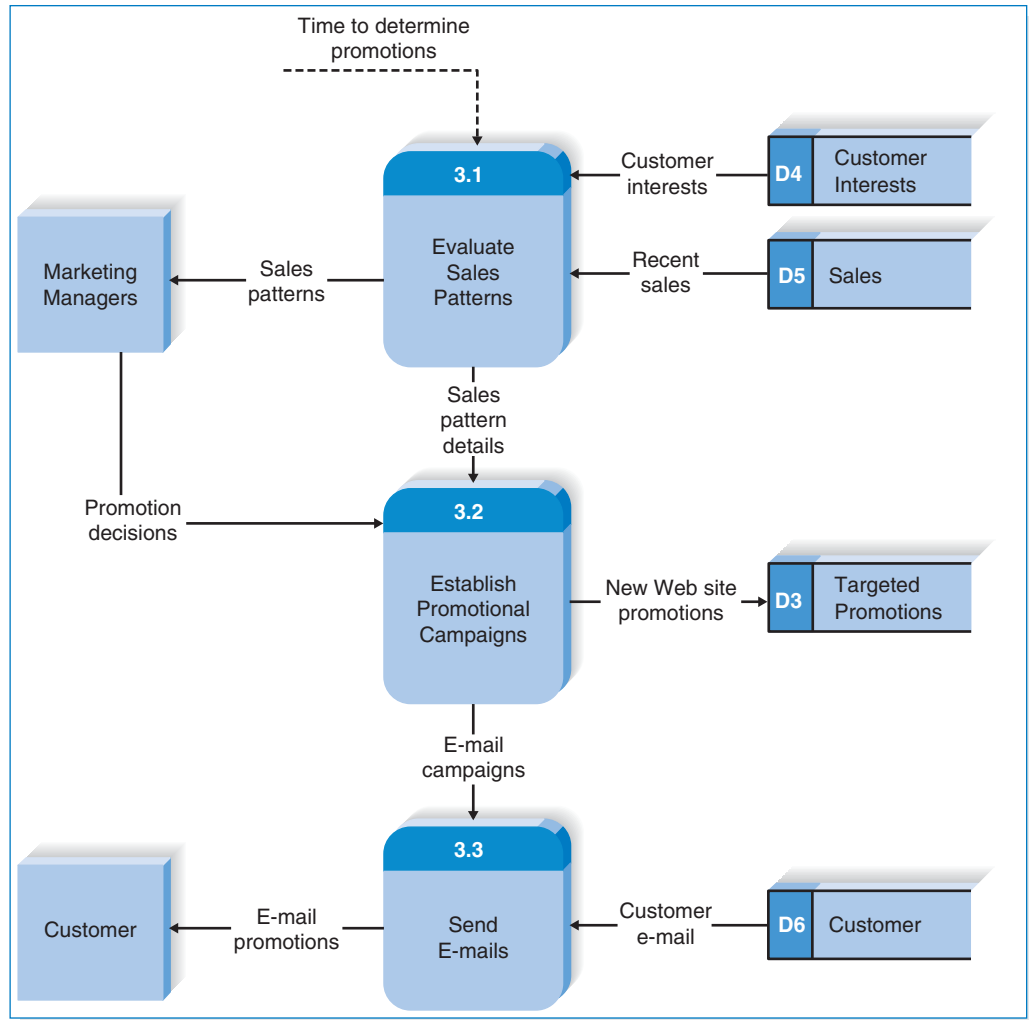 Time to determine
promotions
3.1
Evaluate
Sales
Patterns
Customer
interests
D4
Customer
Interests
Recent
sales
D5
Sales
Sales
patterns
Marketing
Managers
Sales
pattern
details
Promotion
decisions
3.2
Establish
Promotional
Campaigns
New Web site
promotions
D3
Targeted
Promotions
E-mail
campaigns
3.3
Send
E-mails
E-mail
promotions
Customer
Customer
e-mail
D6
Customer